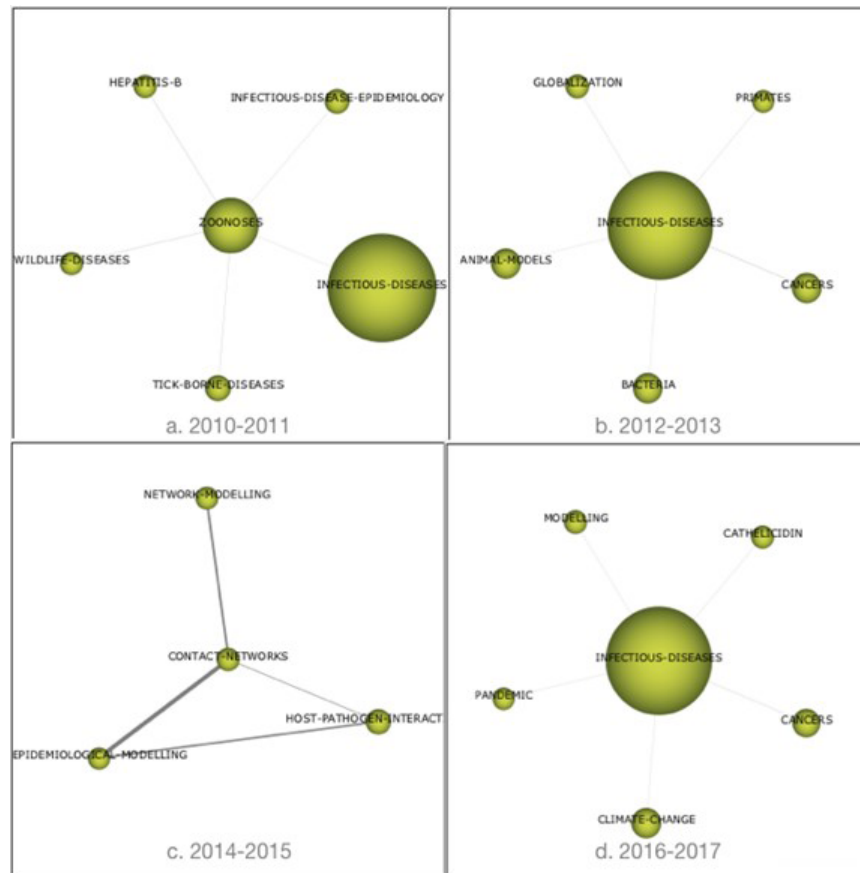 HEPATITIS-B
INFECTIOUS-DISEASE-EPIDEMIOLOGY
ZOONOSES
WILDLIFE-DISEASES
INFECTIOUS-DISEASES
TICK-BORNE-DISEASES
a. 2010-2011
GLOBALIZATION
PRIMATES
INFECTIOUS-DISEASES
ANIMAL-MODELS
CANCERS
BACTERIA
b. 2012-2013
NETWORK-MODELLING
CONTACT-NETWORKS
HOST-PATHOGEN-INTERACT
EPIDEMIOLOGICAL-MODELLING
c. 2014-2015
MODELLING
CATHELICIDIN
INFECTIOUS-DISEASES
PANDEMIC
CANCERS
CLIMATE-CHANGE
d. 2016-2017